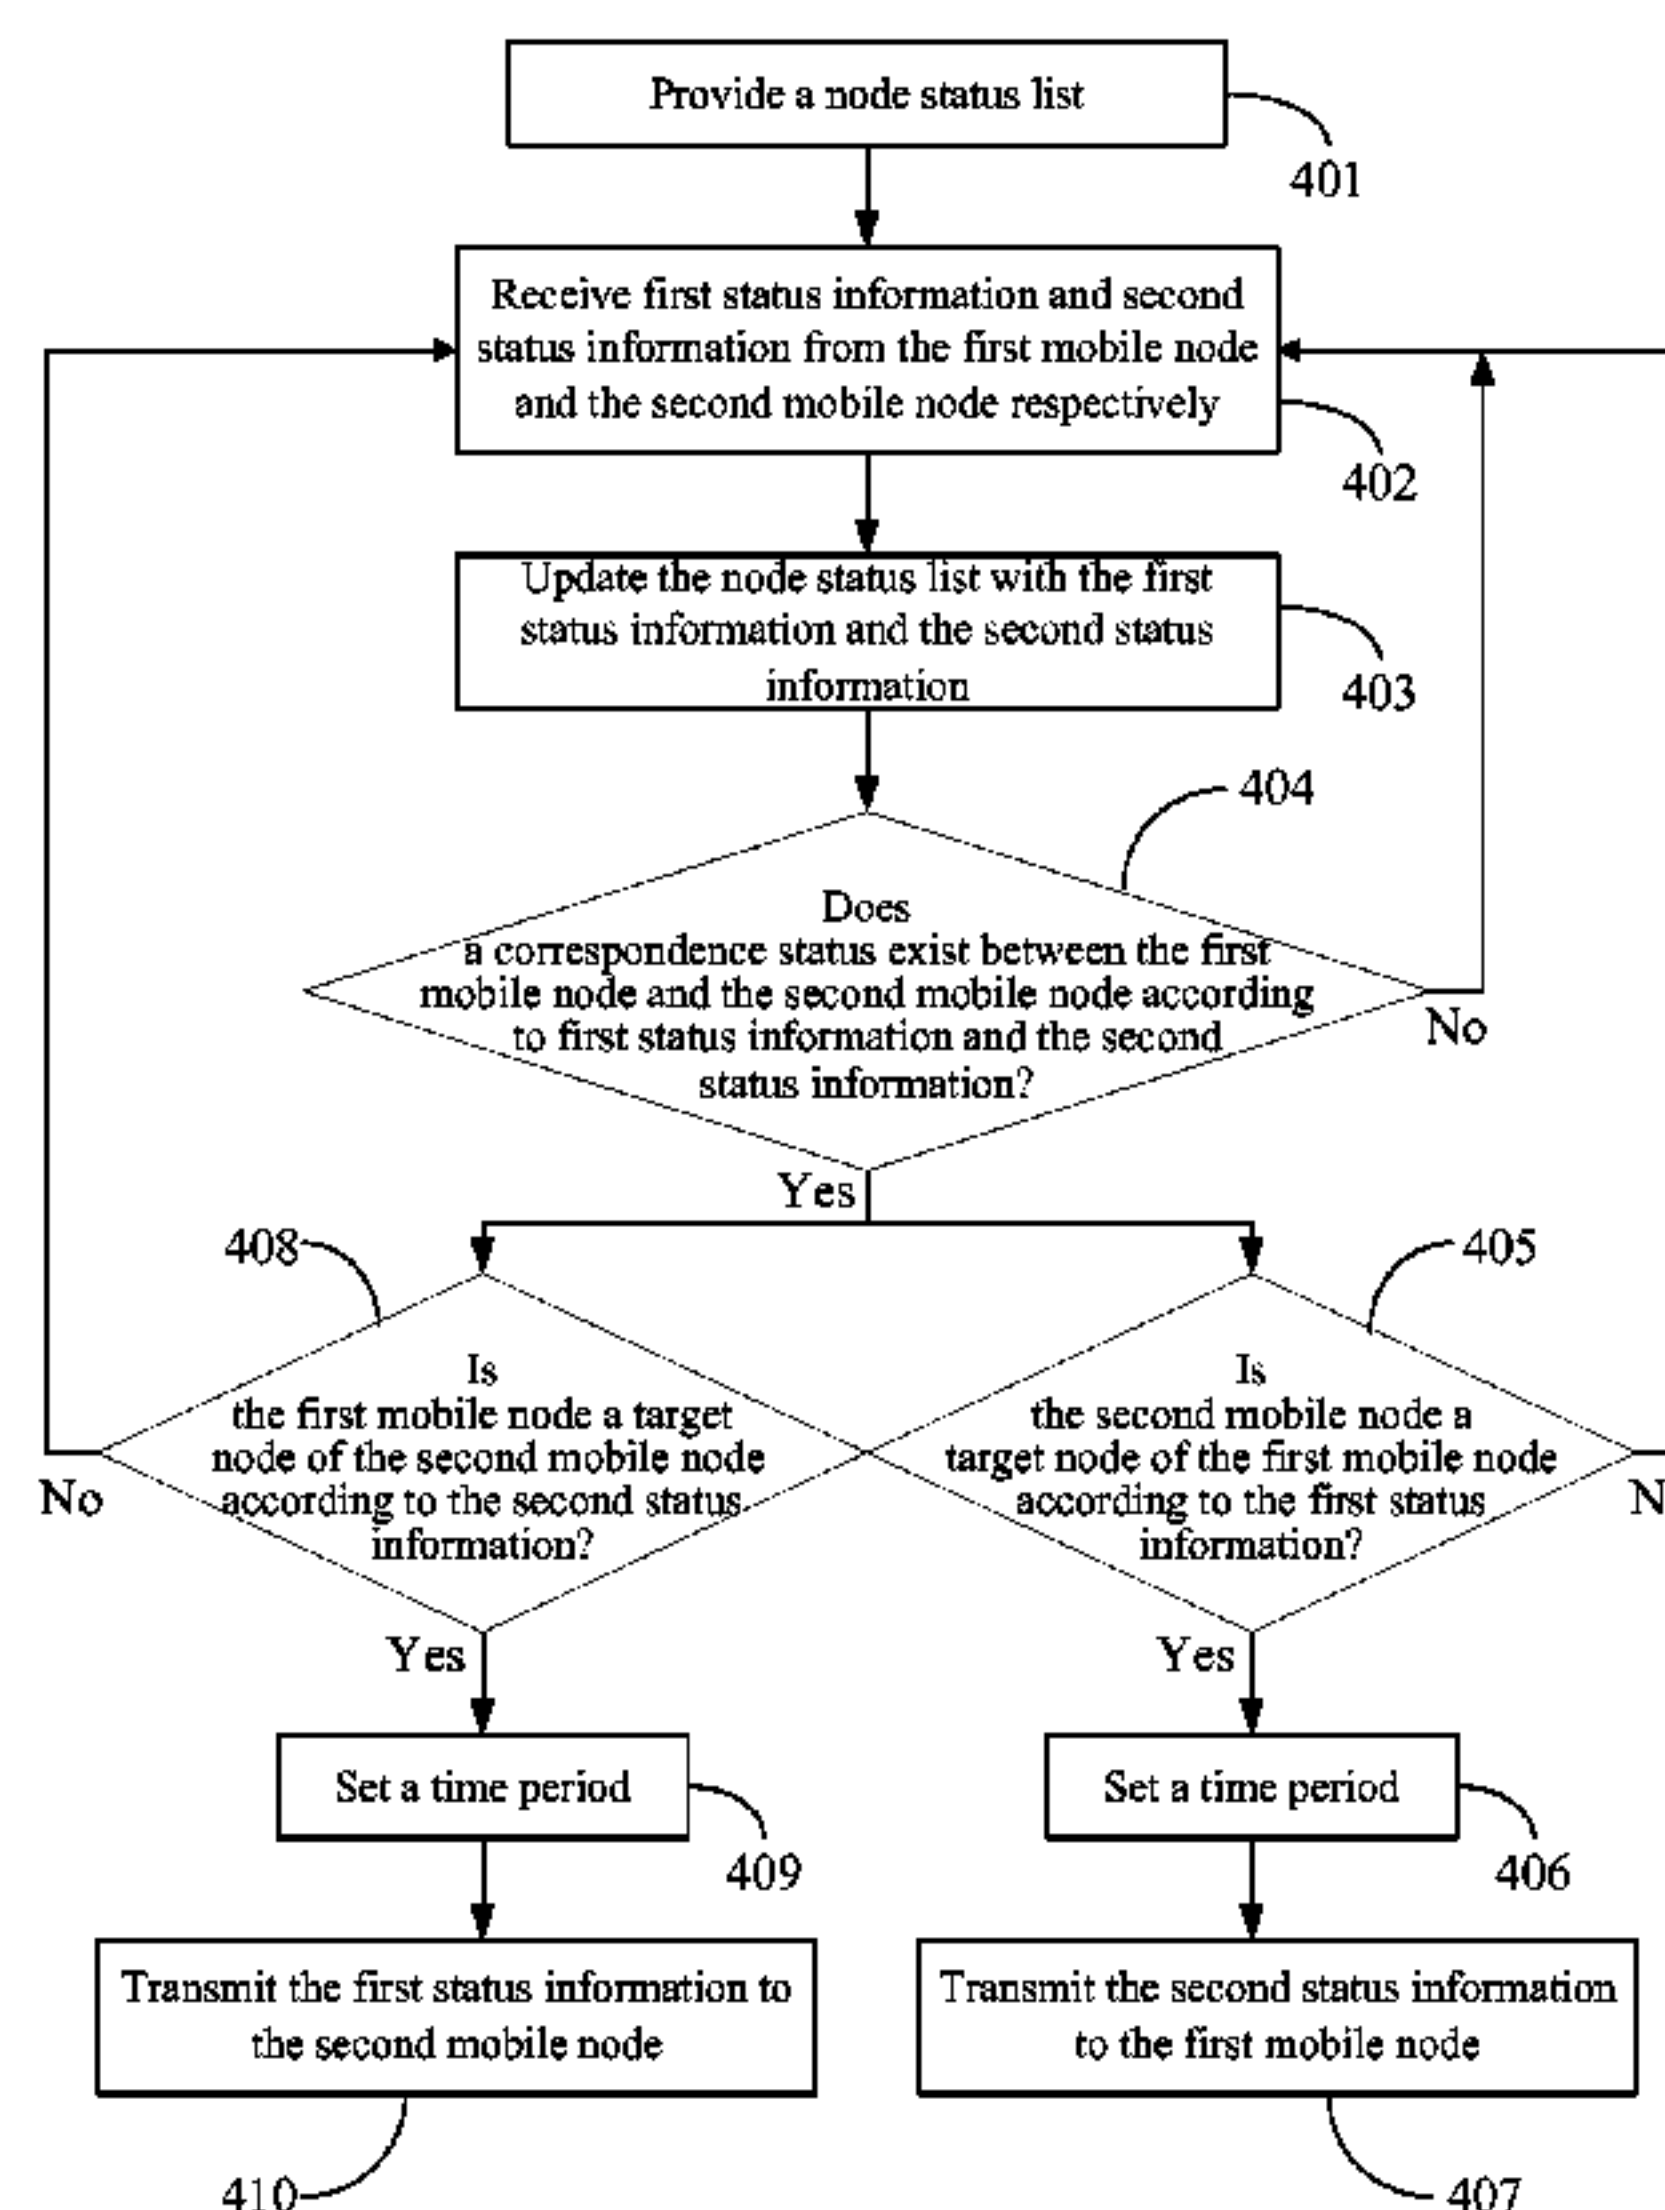 Provide a node status list
401
Receive first status information and second
status information from the first mobile node
and the second mobile node respectively
402
Update the node status list with the first
status information and the second status
information
403
404
Does
a correspondence status exist between the first
mobile node and the second mobile node according
to first status information and the second
status information?
No
Yes
408
405
Is
the first mobile node a target
node of the second mobile node
according to the second status
information?
No
Is
the second mobile node a
target node of the first mobile node
according to the first status
information?
N
Yes
Yes
Set a time period
409
Set a time period
406
Transmit the first status information to
the second mobile node
410
Transmit the second status information
to the first mobile node
407